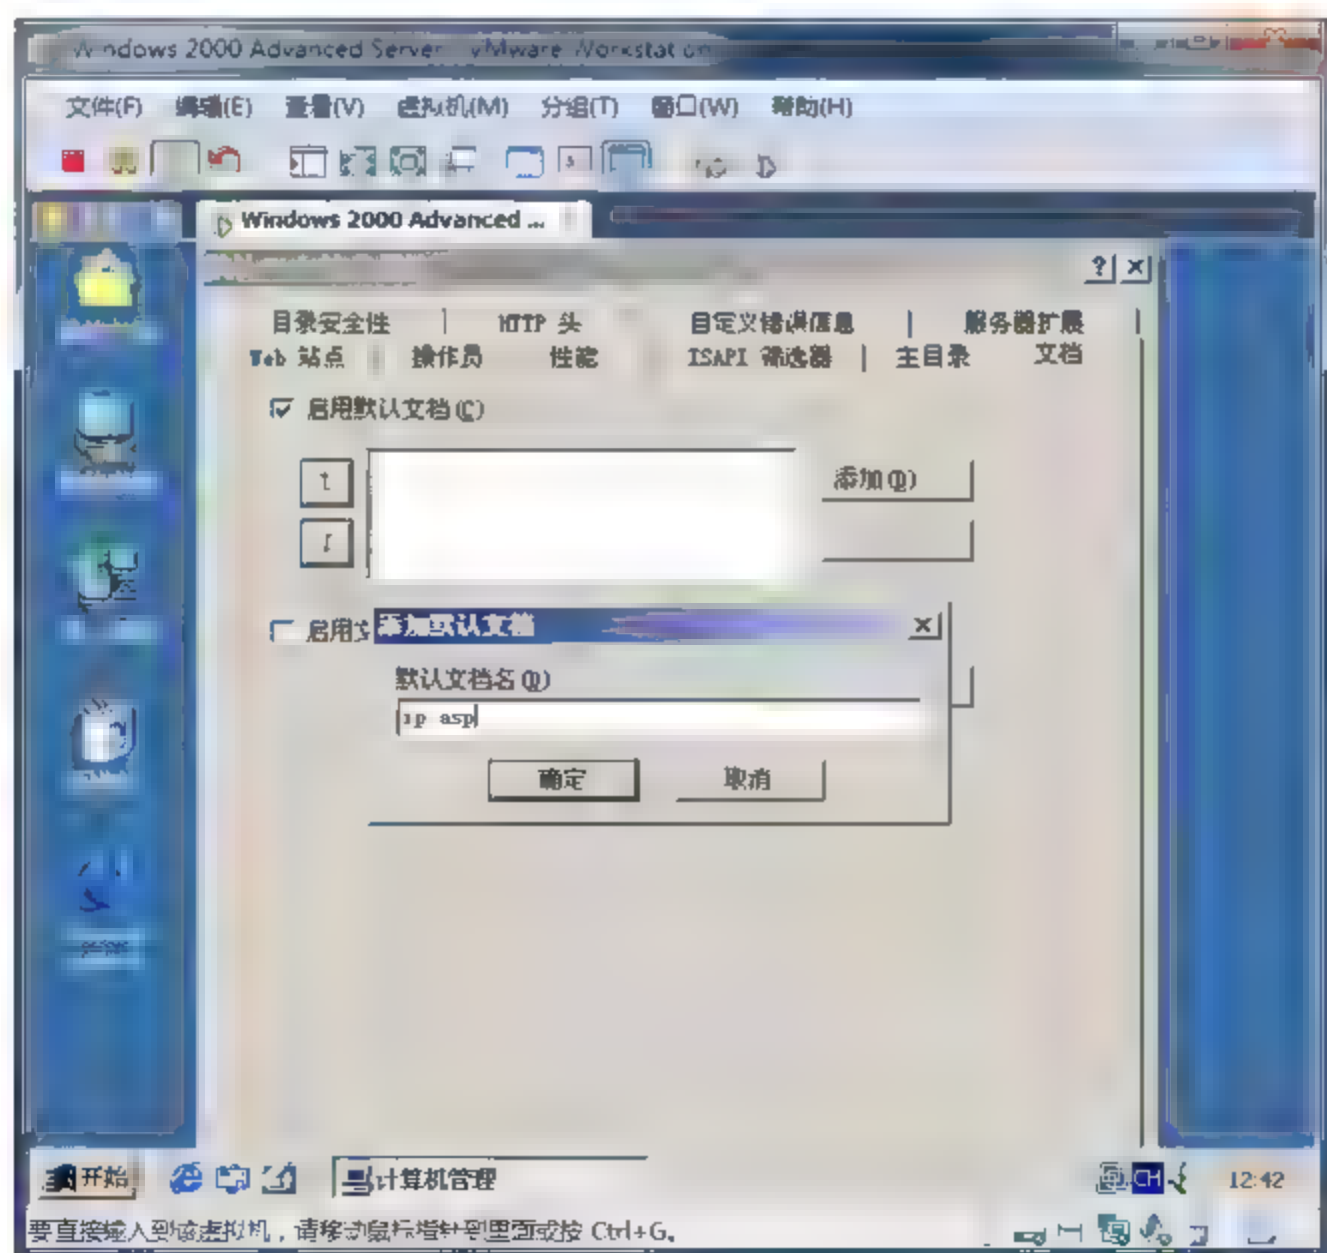 Windows 2000 Advanced Server VMware Workstation
文件(F) 编辑(E) 查看(V) 虚拟机(M) 分组(T) 窗口(W) 帮助(H)
Windows 2000 Advanced ...
目录安全性 HTTP 头 自定义错误信息 服务器扩展
Web 站点 操作员 性能 ISAPI 筛选器 主目录 文档
启用默认文档(C)
添加(D)
启用文
添加默认文档
默认文档名(N)
ip asp
确定 取消
开始 计算机管理 CH 12:42
要直接输入到该虚拟机，请移动鼠标指针到里面或按 Ctrl+G。